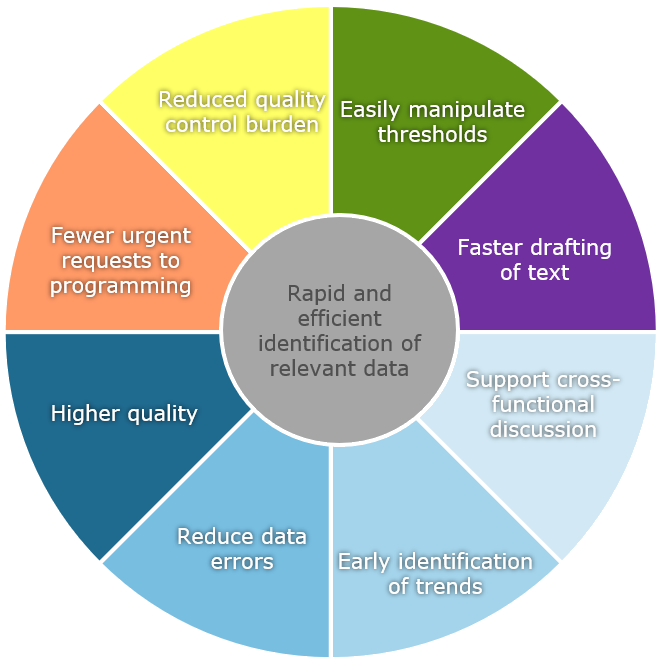 Reduced quality
control burden
Easily manipulate
thresholds
Fewer urgent
requests to
programming
Faster drafting
of text
Rapid and
efficient
identification of
relevant data
Higher quality
Support cross-
functional
discussion
Reduce data
errors
Early identification
of trends